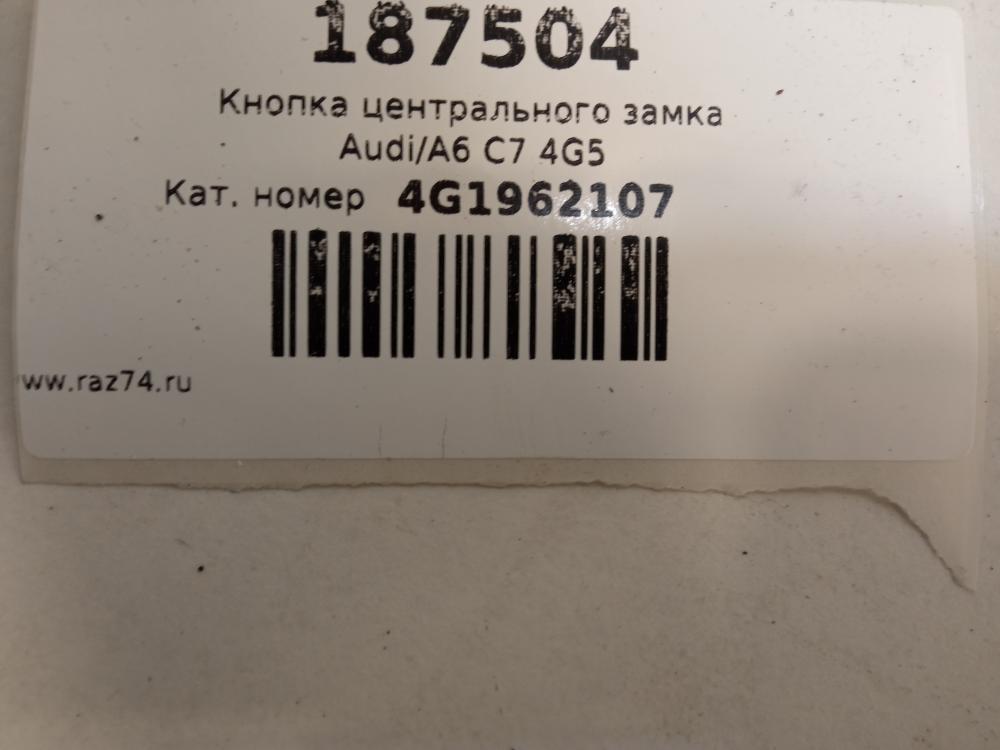 187504
Кнопка центрального замка
Audi/A6 C7 4G5
Кат. номер 4G1962107
www.raz74.ru